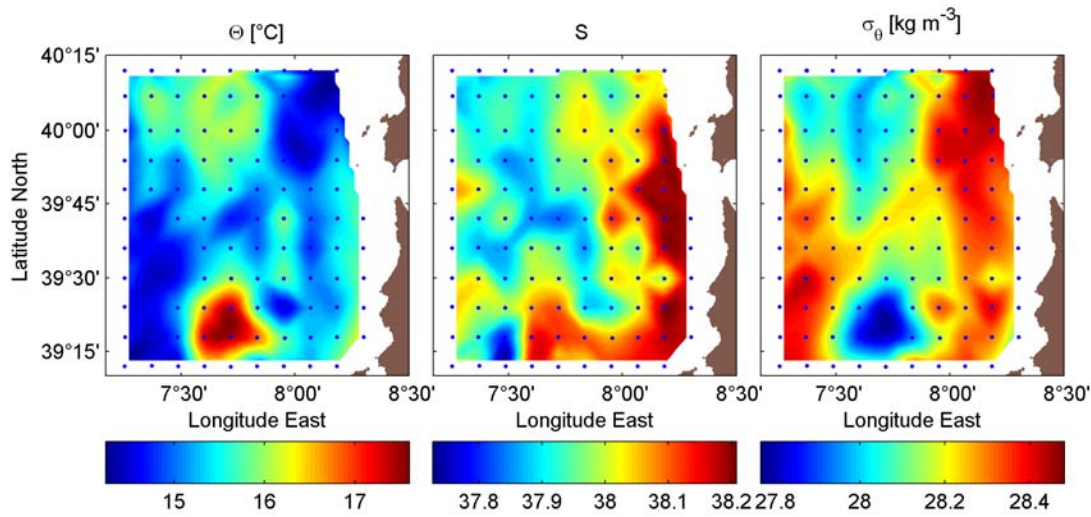 Θ [°C]
S
σθ [kg m-3]
40°15'
40°00'
39°45'
39°30'
39°15'
Latitude North
7°30' 8°00' 8°30'
7°30' 8°00' 8°30'
7°30' 8°00' 8°30'
Longitude East
Longitude East
Longitude East
15 16 17
37.8 37.9 38 38.1 38.2
27.8 28 28.2 28.4